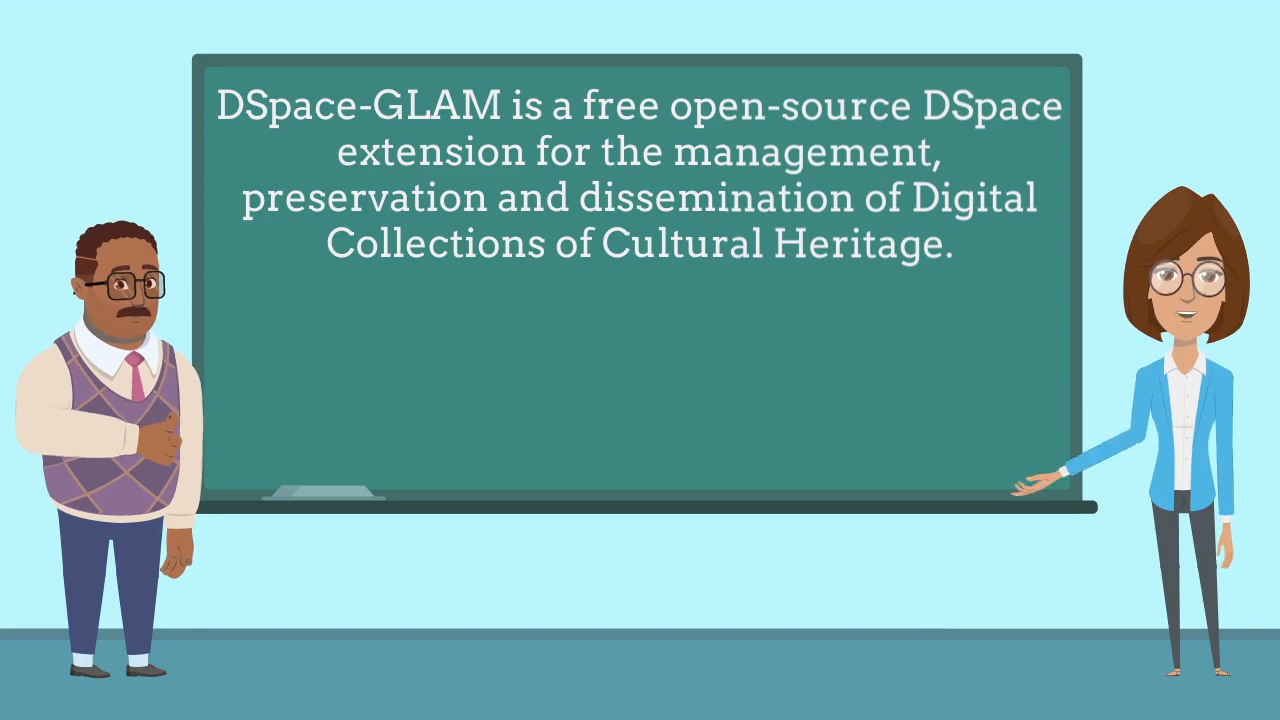 DSpace-GLAM is a free open-source DSpace
extension for the management,
preservation and dissemination of Digital
Collections of Cultural Heritage.